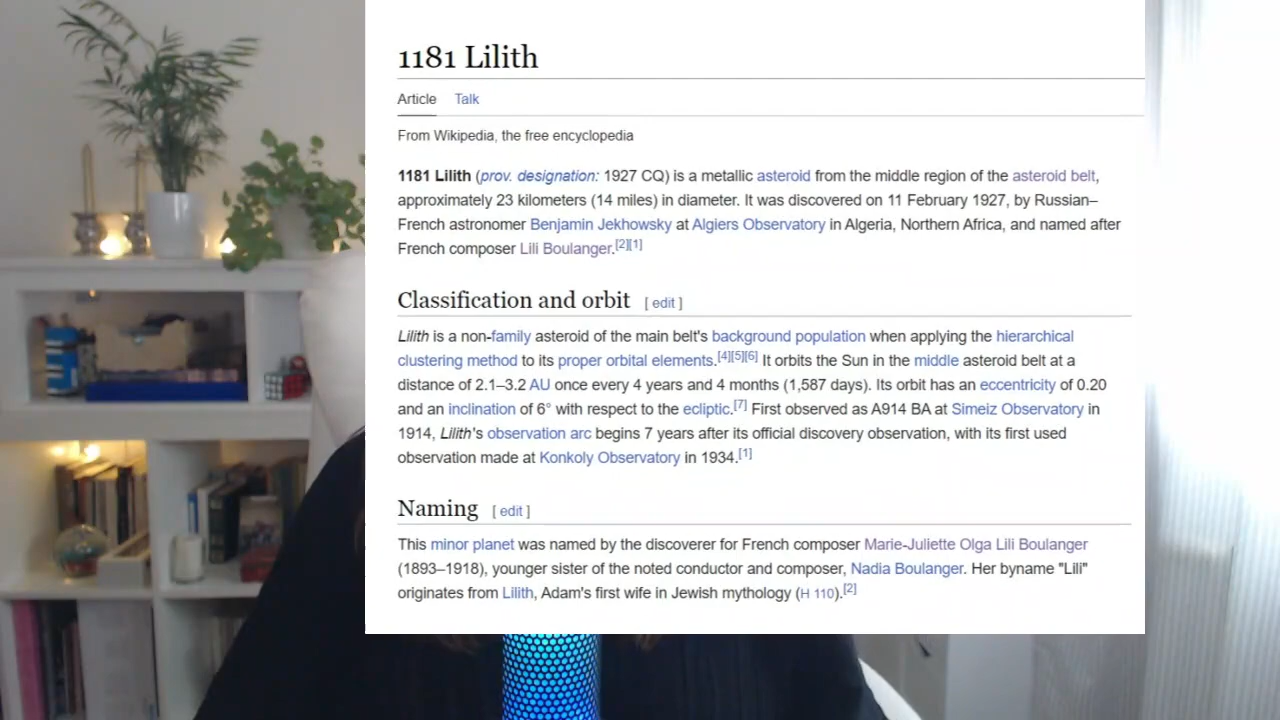 1181 Lilith
Article Talk
From Wikipedia, the free encyclopedia
1181 Lilith (prov. designation: 1927 CQ) is a metallic asteroid from the middle region of the asteroid belt,
approximately 23 kilometers (14 miles) in diameter. It was discovered on 11 February 1927, by Russian–
French astronomer Benjamin Jekhowsky at Algiers Observatory in Algeria, Northern Africa, and named after
French composer Lili Boulanger.[2][1]
Classification and orbit [ edit ]
Lilith is a non-family asteroid of the main belt's background population when applying the hierarchical
clustering method to its proper orbital elements.[4][5][6] It orbits the Sun in the middle asteroid belt at a
distance of 2.1–3.2 AU once every 4 years and 4 months (1,587 days). Its orbit has an eccentricity of 0.20
and an inclination of 6° with respect to the ecliptic.[7] First observed as A914 BA at Simeiz Observatory in
1914, Lilith's observation arc begins 7 years after its official discovery observation, with its first used
observation made at Konkoly Observatory in 1934.[1]
Naming [ edit ]
This minor planet was named by the discoverer for French composer Marie-Juliette Olga Lili Boulanger
(1893–1918), younger sister of the noted conductor and composer, Nadia Boulanger. Her byname "Lili"
originates from Lilith, Adam's first wife in Jewish mythology (H 110).[2]